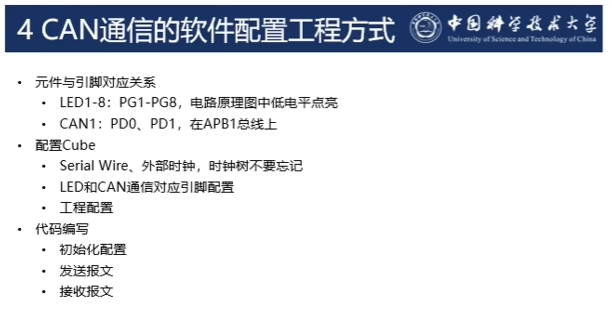 4 CAN通信的软件配置工程方式
中国科学技术大学
University of Science and Technology of China
• 元件与引脚对应关系
• LED1-8：PG1-PG8，电路原理图中低电平点亮
• CAN1：PD0、PD1，在APB1总线上
• 配置Cube
• Serial Wire、外部时钟，时钟树不要忘记
• LED和CAN通信对应引脚配置
• 工程配置
• 代码编写
• 初始化配置
• 发送报文
• 接收报文